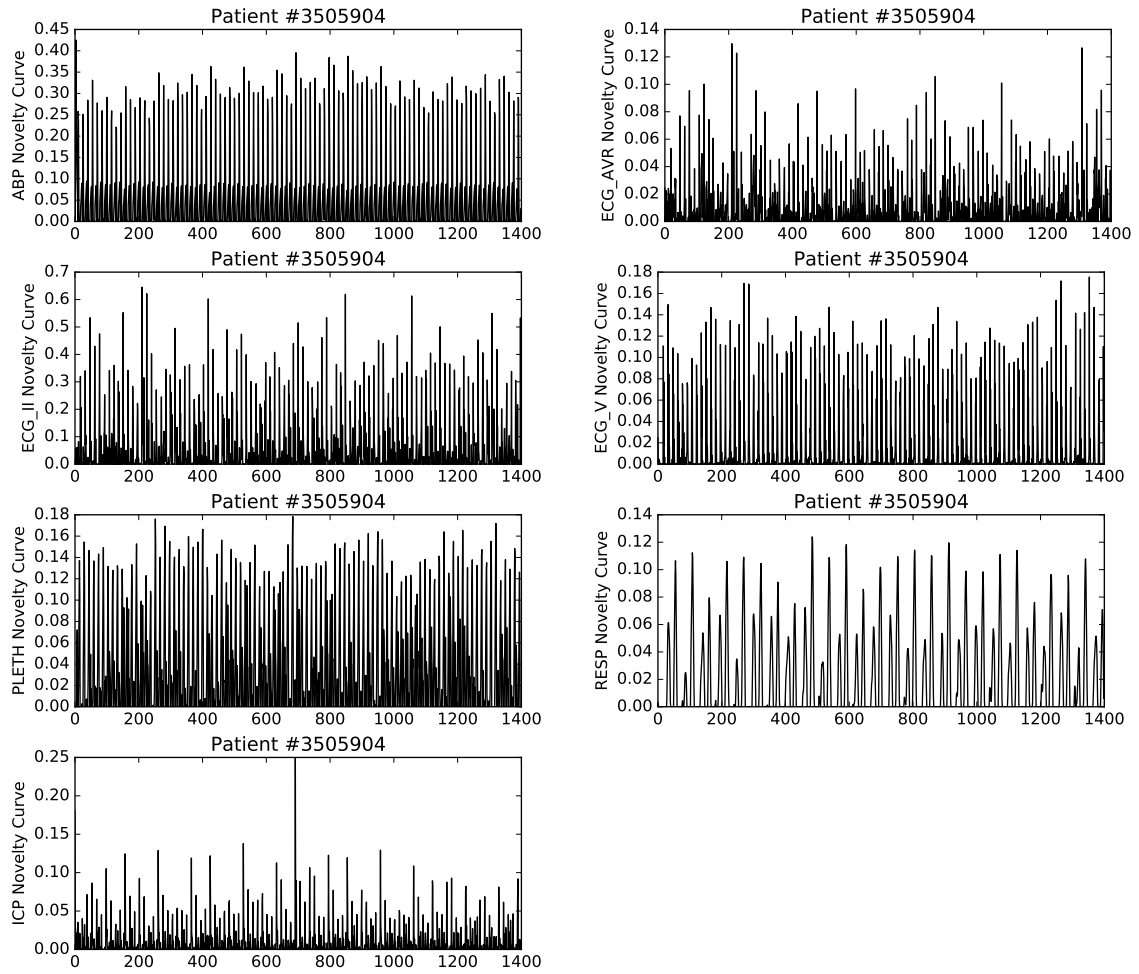 Patient #3505904
ABP Novelty Curve
0.45
0.40
0.35
0.30
0.25
0.20
0.15
0.10
0.05
0.00
0 200 400 600 800 1000 1200 1400
Patient #3505904
ECG_AVR Novelty Curve
0.14
0.12
0.10
0.08
0.06
0.04
0.02
0.00
0 200 400 600 800 1000 1200 1400
Patient #3505904
ECG_II Novelty Curve
0.7
0.6
0.5
0.4
0.3
0.2
0.1
0.0
0 200 400 600 800 1000 1200 1400
Patient #3505904
ECG_V Novelty Curve
0.18
0.16
0.14
0.12
0.10
0.08
0.06
0.04
0.02
0.00
0 200 400 600 800 1000 1200 1400
Patient #3505904
PLETH Novelty Curve
0.18
0.16
0.14
0.12
0.10
0.08
0.06
0.04
0.02
0.00
0 200 400 600 800 1000 1200 1400
Patient #3505904
RESP Novelty Curve
0.14
0.12
0.10
0.08
0.06
0.04
0.02
0.00
0 200 400 600 800 1000 1200 1400
Patient #3505904
ICP Novelty Curve
0.25
0.20
0.15
0.10
0.05
0.00
0 200 400 600 800 1000 1200 1400